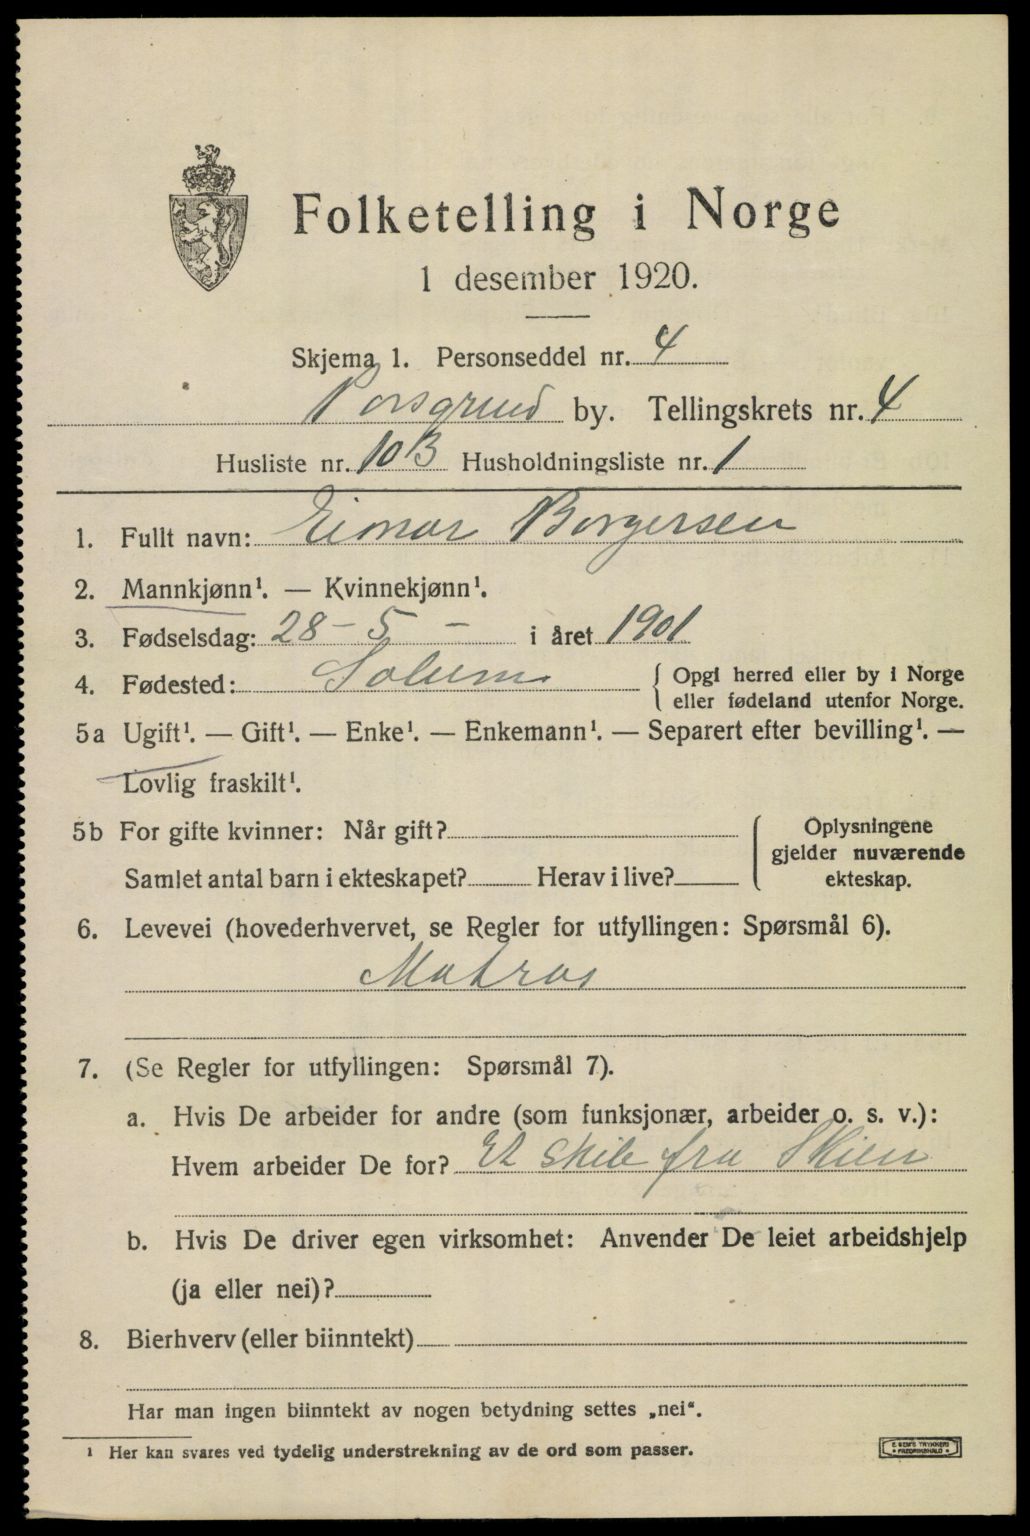 Folketelling i Norge
1 desember 1920.
Skjema 1. Personseddel nr. 4
Porsgrund by. Tellingskrets nr. 4
Husliste nr. 10B Husholdningsliste nr. 1
1. Fullt navn: Einar Borgersen
2. Mannkjønn¹. — Kvinnekjønn¹.
3. Fødselsdag: 28 - 5 - i året 1901
4. Fødested: Solum { Opgi herred eller by i Norge
eller fødeland utenfor Norge.
5a Ugift¹. — Gift¹. — Enke¹. — Enkemann¹. — Separert efter bevilling¹. —
Lovlig fraskilt¹.
5b For gifte kvinner: Når gift?
Samlet antal barn i ekteskapet? Herav i live?
Oplysningene
gjelder nuværende
ekteskap.
6. Levevei (hovederhvervet, se Regler for utfyllingen: Spørsmål 6).
Matros
7. (Se Regler for utfyllingen: Spørsmål 7).
a. Hvis De arbeider for andre (som funksjonær, arbeider o. s. v.):
Hvem arbeider De for? Et skib fra Skien
b. Hvis De driver egen virksomhet: Anvender De leiet arbeidshjelp
(ja eller nei)?
8. Bierhverv (eller biinntekt)
Har man ingen biinntekt av nogen betydning settes „nei“.
¹ Her kan svares ved tydelig understrekning av de ord som passer.
E. SEM'S TRYKKERI
FREDRIKSHALD